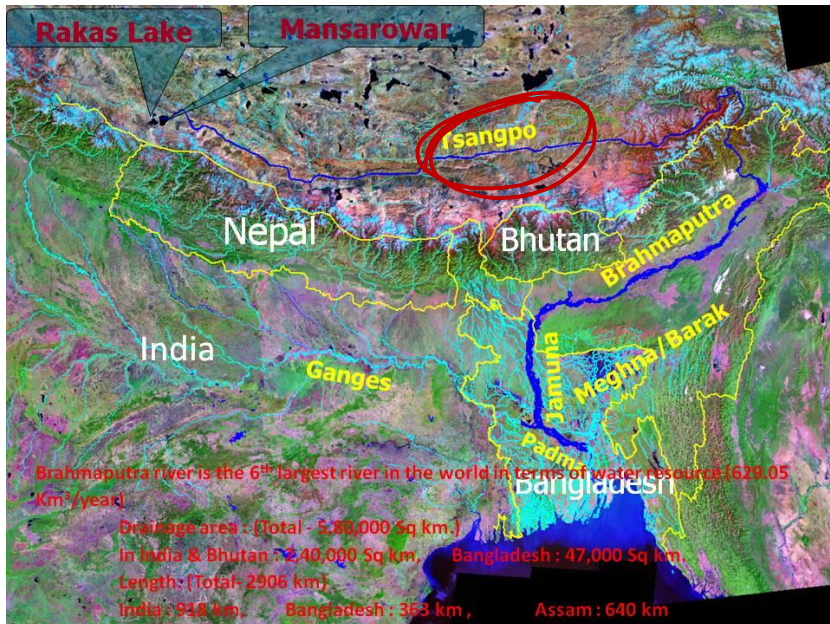 Rakas Lake
Mansarowar
Tsangpo
Nepal
Bhutan
Brahmaputra
India
Ganges
Jamuna
Meghna/Barak
Padma
Bangladesh
Brahmaputra river is the 6th largest river in the world in terms of water resource (629.05
Km³/year)
Drainage area : (Total - 5,80,000 Sq km.)
In India & Bhutan : 2,40,000 Sq km, Bangladesh : 47,000 Sq km.
Length: (Total- 2906 km)
India : 918 km, Bangladesh : 363 km , Assam : 640 km